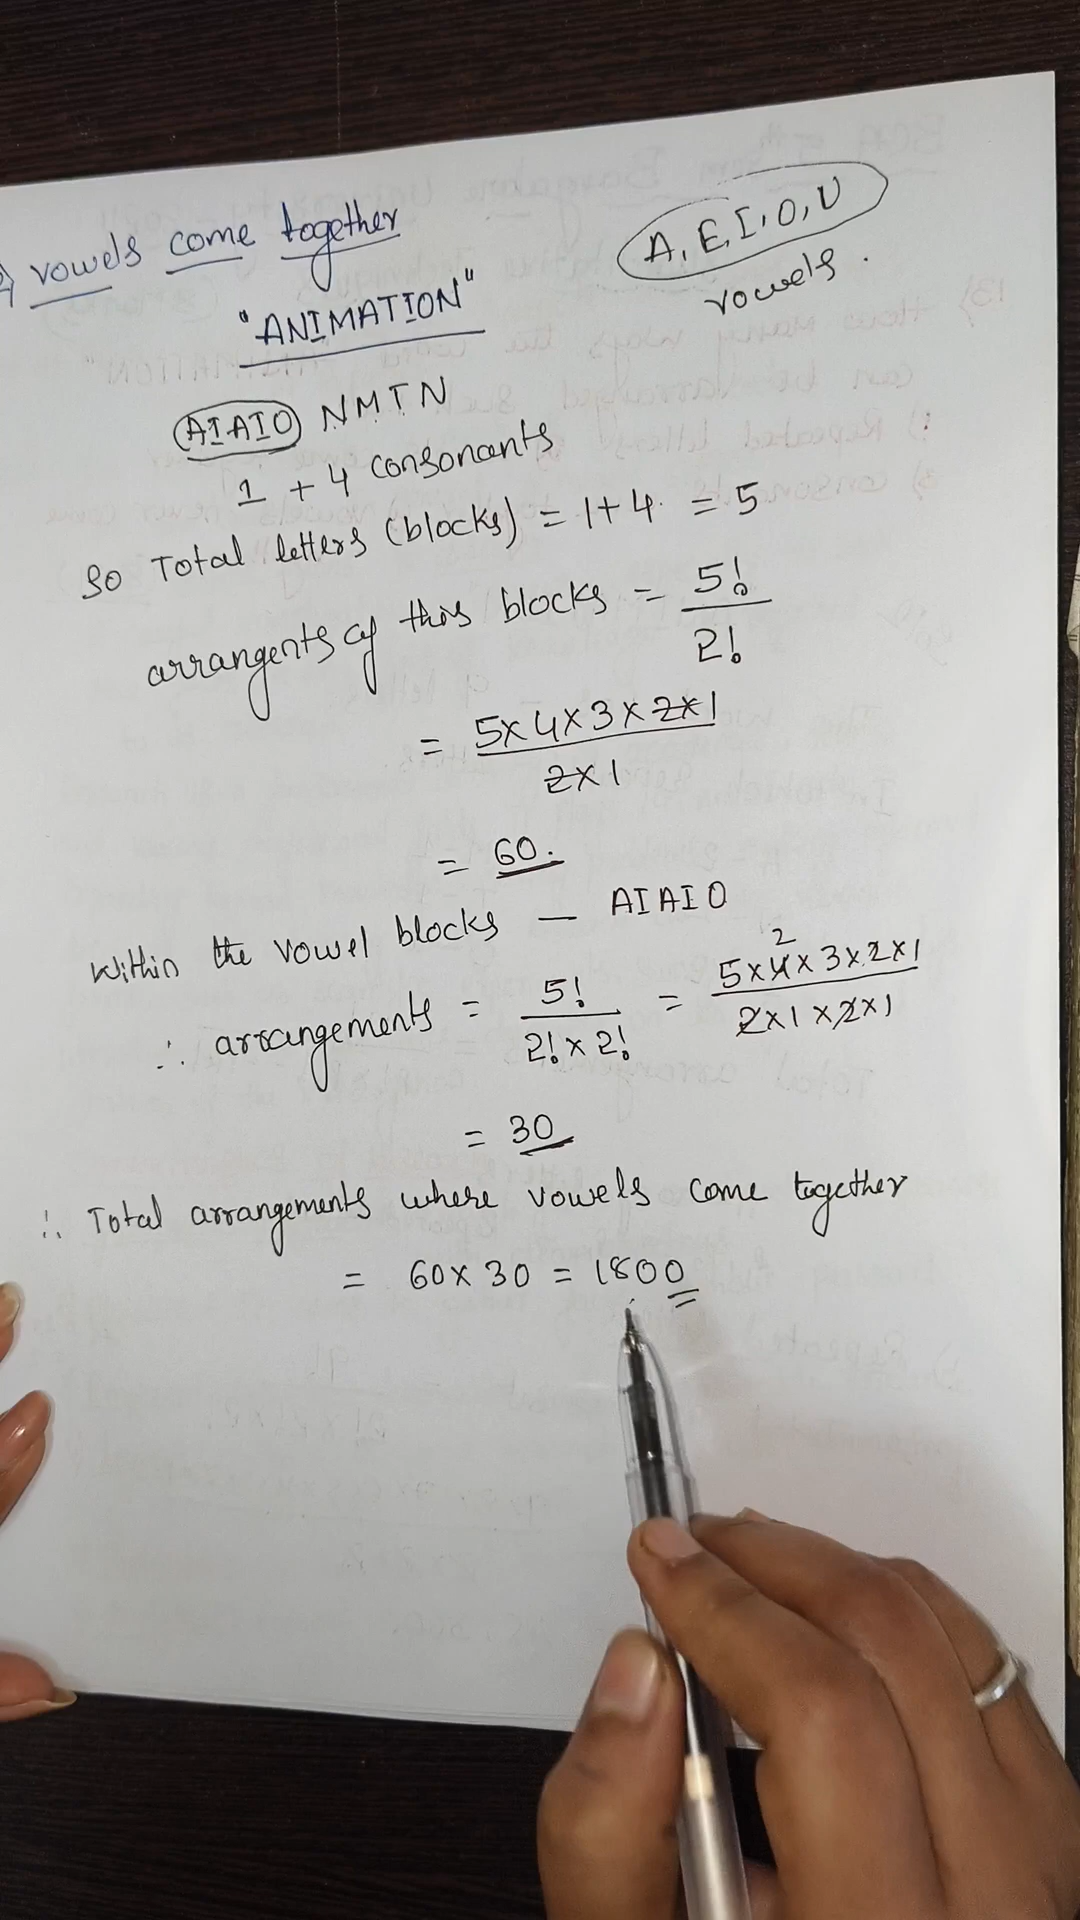 vowels come together
A, E, I, O, U
vowels.
"ANIMATION"
AIAIO NMTN
1 + 4 consonants
So Total letters (blocks) = 1+4 = 5
arrangents of this blocks = 5!
2!
= 5×4×3×2×1
2×1
= 60.
Within the vowel blocks — AIAIO
∴ arrangements = 5! = 5×4×3×2×1
2
2!×2! 2×1×2×1
= 30
∴ Total arrangements where vowels come together
= 60×30 = 1800